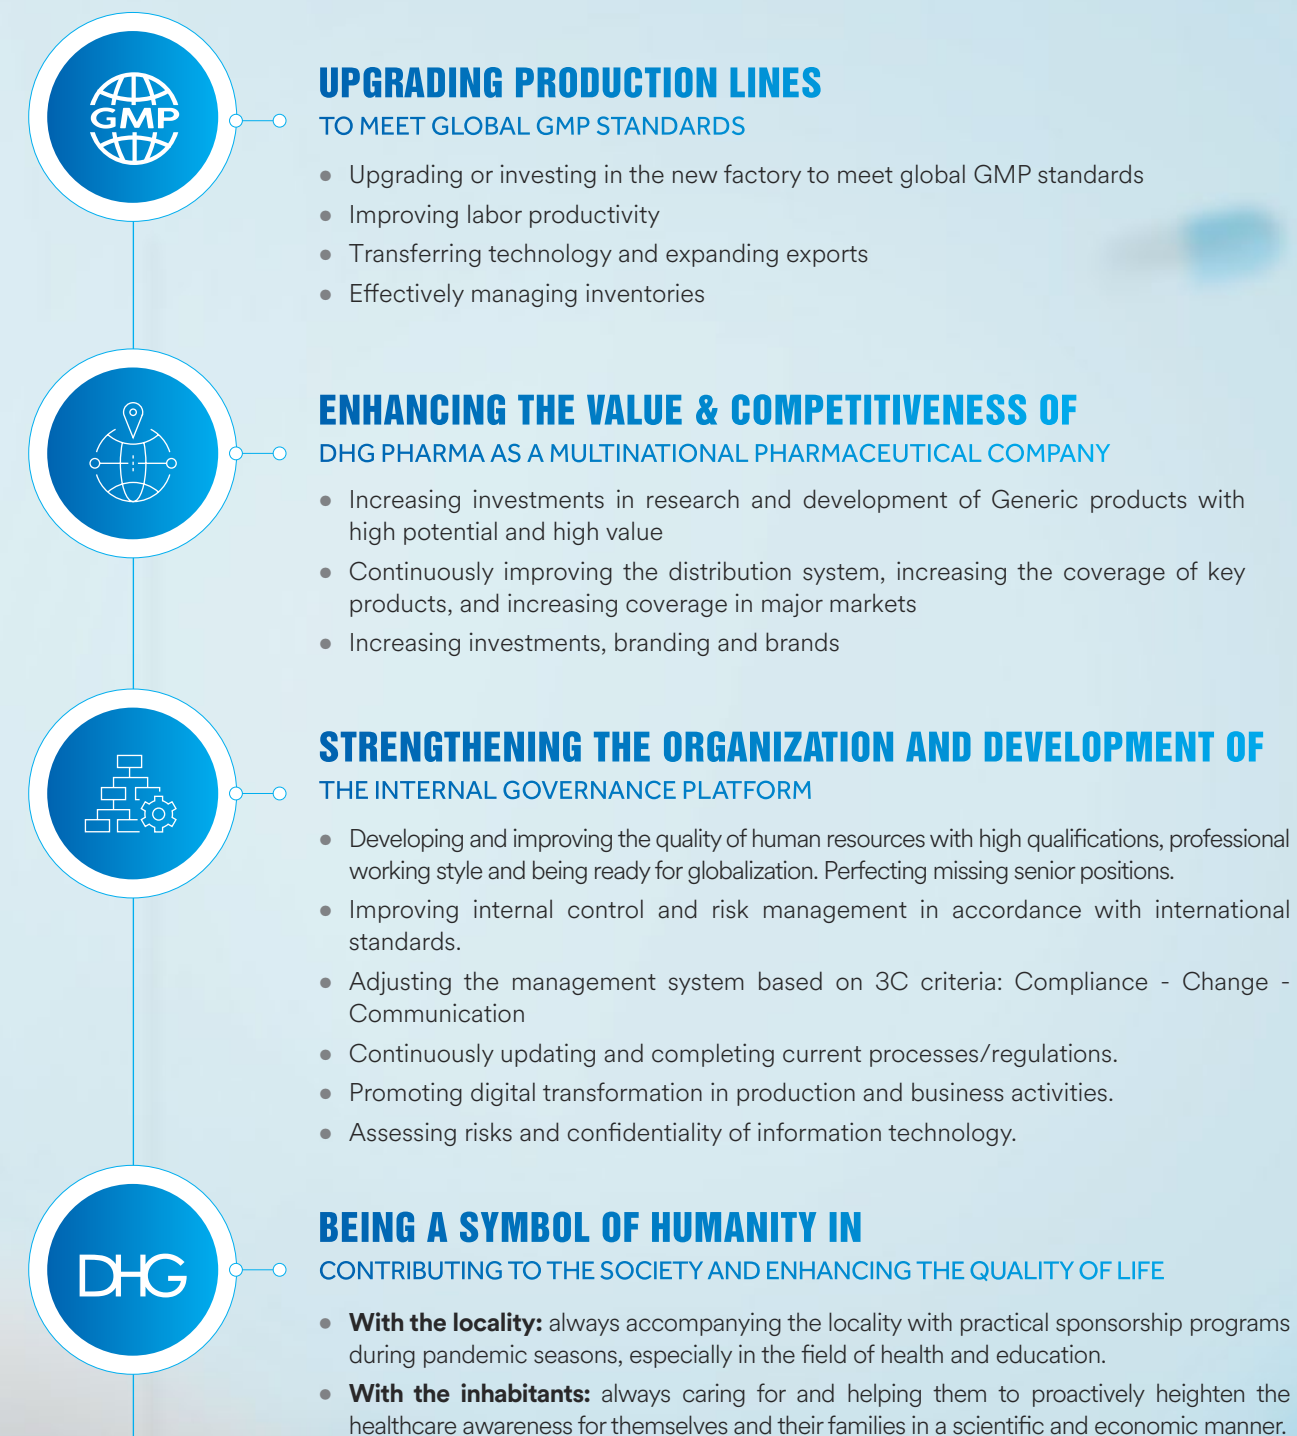 GMP
UPGRADING PRODUCTION LINES
TO MEET GLOBAL GMP STANDARDS
• Upgrading or investing in the new factory to meet global GMP standards
• Improving labor productivity
• Transferring technology and expanding exports
• Effectively managing inventories
ENHANCING THE VALUE & COMPETITIVENESS OF
DHG PHARMA AS A MULTINATIONAL PHARMACEUTICAL COMPANY
• Increasing investments in research and development of Generic products with
high potential and high value
• Continuously improving the distribution system, increasing the coverage of key
products, and increasing coverage in major markets
• Increasing investments, branding and brands
STRENGTHENING THE ORGANIZATION AND DEVELOPMENT OF
THE INTERNAL GOVERNANCE PLATFORM
• Developing and improving the quality of human resources with high qualifications, professional
working style and being ready for globalization. Perfecting missing senior positions.
• Improving internal control and risk management in accordance with international
standards.
• Adjusting the management system based on 3C criteria: Compliance - Change -
Communication
• Continuously updating and completing current processes/regulations.
• Promoting digital transformation in production and business activities.
• Assessing risks and confidentiality of information technology.
DHG
BEING A SYMBOL OF HUMANITY IN
CONTRIBUTING TO THE SOCIETY AND ENHANCING THE QUALITY OF LIFE
• With the locality: always accompanying the locality with practical sponsorship programs
during pandemic seasons, especially in the field of health and education.
• With the inhabitants: always caring for and helping them to proactively heighten the
healthcare awareness for themselves and their families in a scientific and economic manner.